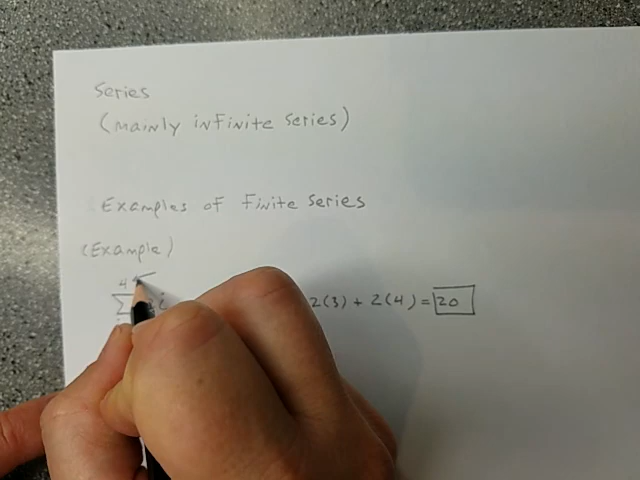 Series
(mainly infinite series)
Examples of finite series
(Example)
4
∑ i 2(3) + 2(4) = 20